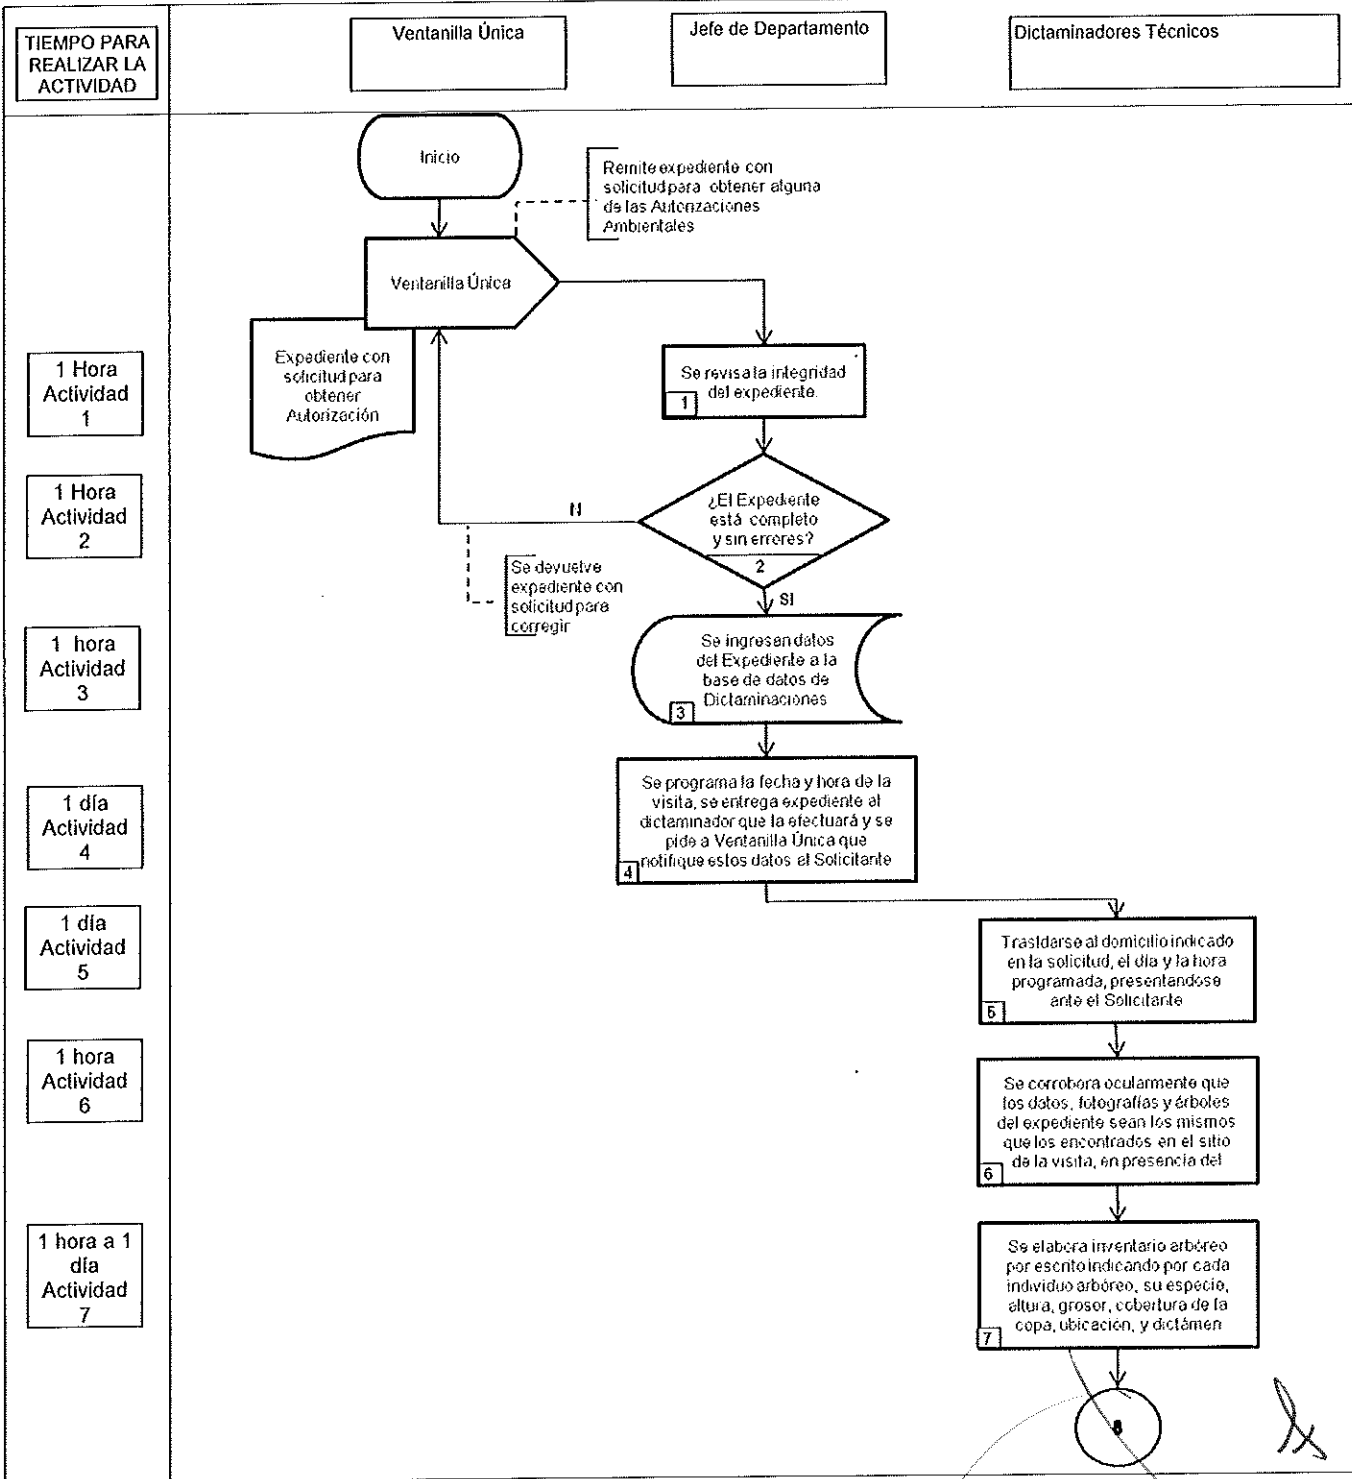 TIEMPO PARA
REALIZAR LA
ACTIVIDAD
Ventanilla Única
Jefe de Departamento
Dictaminadores Técnicos
Inicio
Remite expediente con
solicitud para obtener alguna
de las Autorizaciones
Ambientales
Ventanilla Única
Expediente con
solicitud para
obtener
Autorización
1 Hora
Actividad
1
Se revisa la integridad
del expediente.
1
1 Hora
Actividad
2
¿El Expediente
está completo
y sin errores?
2
N
SI
Se devuelve
expediente con
solicitud para
corregir
1 hora
Actividad
3
Se ingresan datos
del Expediente a la
base de datos de
Dictaminaciones
3
1 día
Actividad
4
Se programa la fecha y hora de la
visita, se entrega expediente al
dictaminador que la efectuará y se
pide a Ventanilla Única que
notifique estos datos al Solicitante
4
1 día
Actividad
5
Trasldarse al domicilio indicado
en la solicitud, el día y la hora
programada, presentandose
ante el Solicitante
5
1 hora
Actividad
6
Se corrobora ocularmente que
los datos, fotografías y árboles
del expediente sean los mismos
que los encontrados en el sitio
de la visita, en presencia del
6
1 hora a 1
día
Actividad
7
Se elabora inventario arbóreo
por escrito indicando por cada
individuo arbóreo, su especie,
altura, grosor, cobertura de la
copa, ubicación, y dictámen
7
8